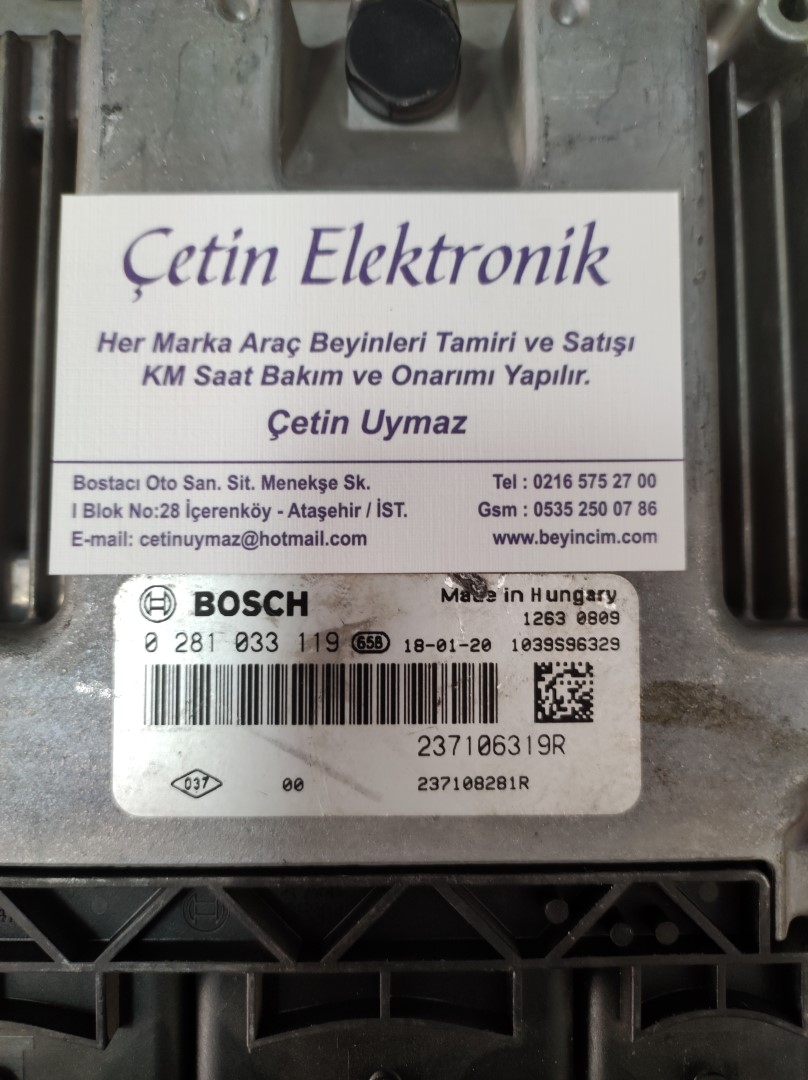 Çetin Elektronik
Her Marka Araç Beyinleri Tamiri ve Satışı
KM Saat Bakım ve Onarımı Yapılır.
Çetin Uymaz
Bostacı Oto San. Sit. Menekşe Sk.
I Blok No:28 İçerenköy - Ataşehir / İST.
E-mail: cetinuymaz@hotmail.com
Tel : 0216 575 27 00
Gsm : 0535 250 07 86
www.beyincim.com
BOSCH
Made in Hungary
1263 0809
0 281 033 119 65B 18-01-20 1039S96329
237106319R
037 00 237108281R